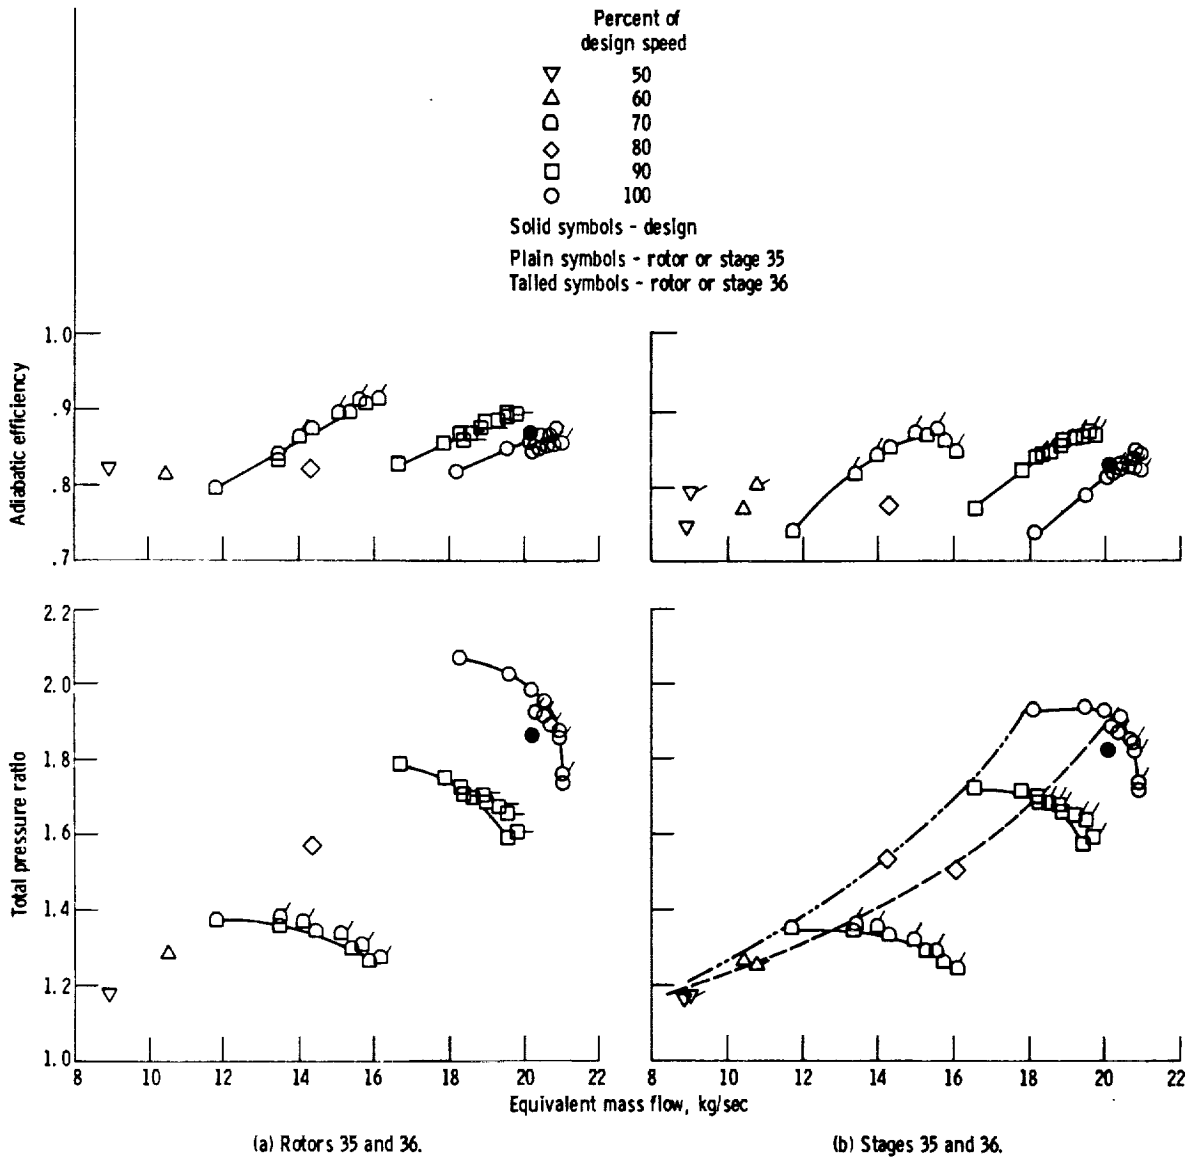 Percent of
design speed
50
60
70
80
90
100
Solid symbols - design
Plain symbols - rotor or stage 35
Tailed symbols - rotor or stage 36
Adiabatic efficiency
1.0
.9
.8
.7
Total pressure ratio
2.2
2.0
1.8
1.6
1.4
1.2
1.0
8 10 12 14 16 18 20 22 8 10 12 14 16 18 20 22
Equivalent mass flow, kg/sec
(a) Rotors 35 and 36. (b) Stages 35 and 36.